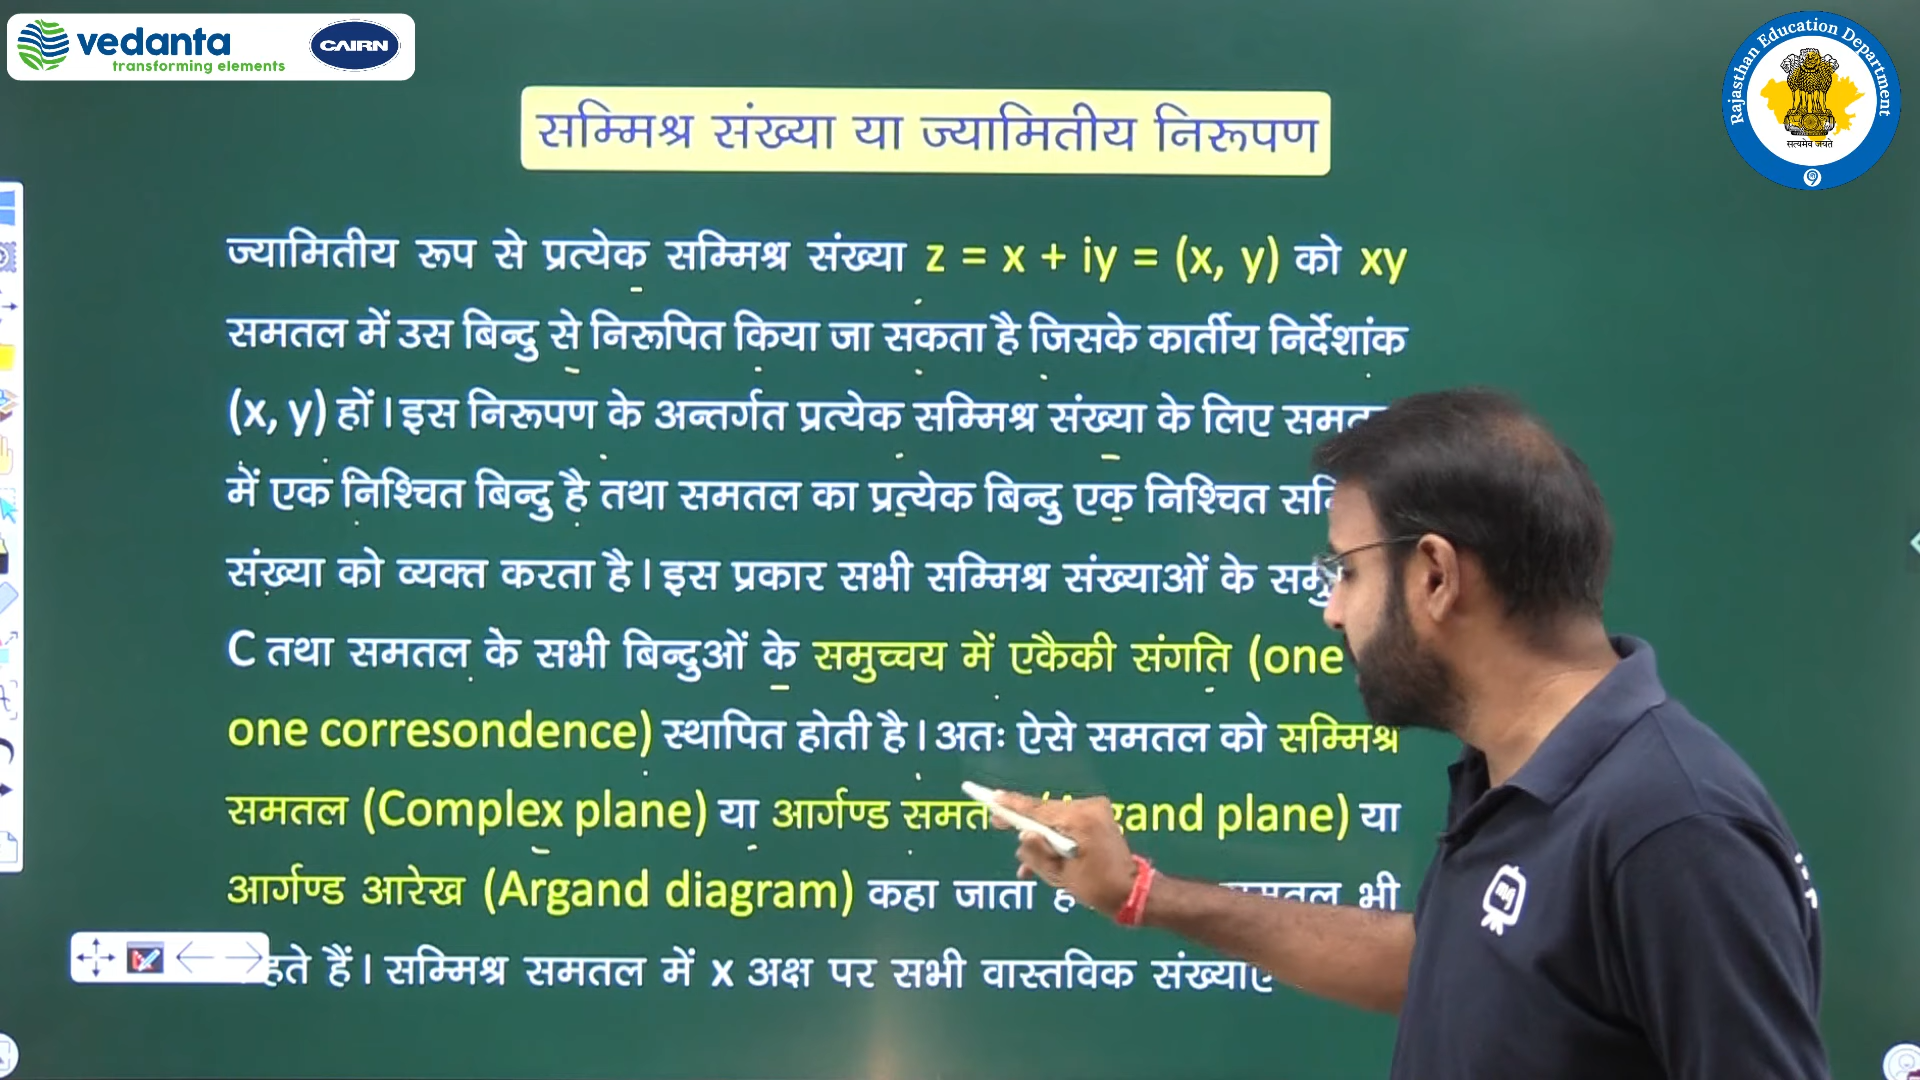 vedanta
transforming elements
CAIRN
Rajasthan Education Department
सत्यमेव जयते
सम्मिश्र संख्या या ज्यामितीय निरूपण
ज्यामितीय रूप से प्रत्येक सम्मिश्र संख्या z = x + iy = (x, y) को xy
समतल में उस बिन्दु से निरूपित किया जा सकता है जिसके कार्तीय निर्देशांक
(x, y) हों । इस निरूपण के अन्तर्गत प्रत्येक सम्मिश्र संख्या के लिए
में एक निश्चित बिन्दु है तथा समतल का प्रत्येक बिन्दु एक निश्चित
संख्या को व्यक्त करता है । इस प्रकार सभी सम्मिश्र संख्याओं के
C तथा समतल के सभी बिन्दुओं के समुच्चय में एकैकी संगति (one
one corresondence) स्थापित होती है । अतः ऐसे समतल को सम्मिश्र
समतल (Complex plane) या आर्गण्ड plane) या
आर्गण्ड आरेख (Argand diagram) कहा जाता भी
हैं । सम्मिश्र समतल में x अक्ष पर सभी वास्तविक